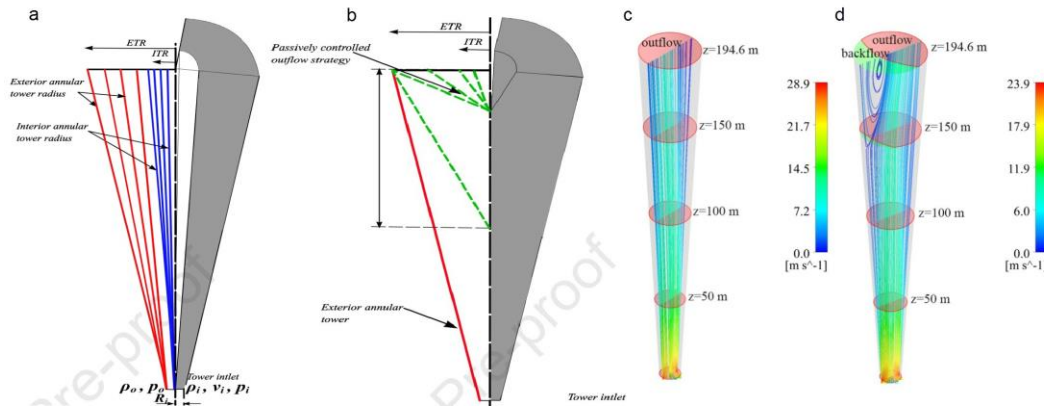 a
ETR
ITR
Exterior annular
tower radius
Interior annular
tower radius
Tower inlet
ρₒ, pₒ
ρᵢ, vᵢ, pᵢ
Rᵢ
Pre-proof
b
ETR
ITR
Passively controlled
outflow strategy
Exterior annular
tower
Tower inlet
Pre-proof
c
outflow
z=194.6 m
z=150 m
z=100 m
z=50 m
28.9
21.7
14.5
7.2
0.0
[m s^-1]
d
outflow
backflow
z=194.6 m
z=150 m
z=100 m
z=50 m
23.9
17.9
11.9
6.0
0.0
[m s^-1]